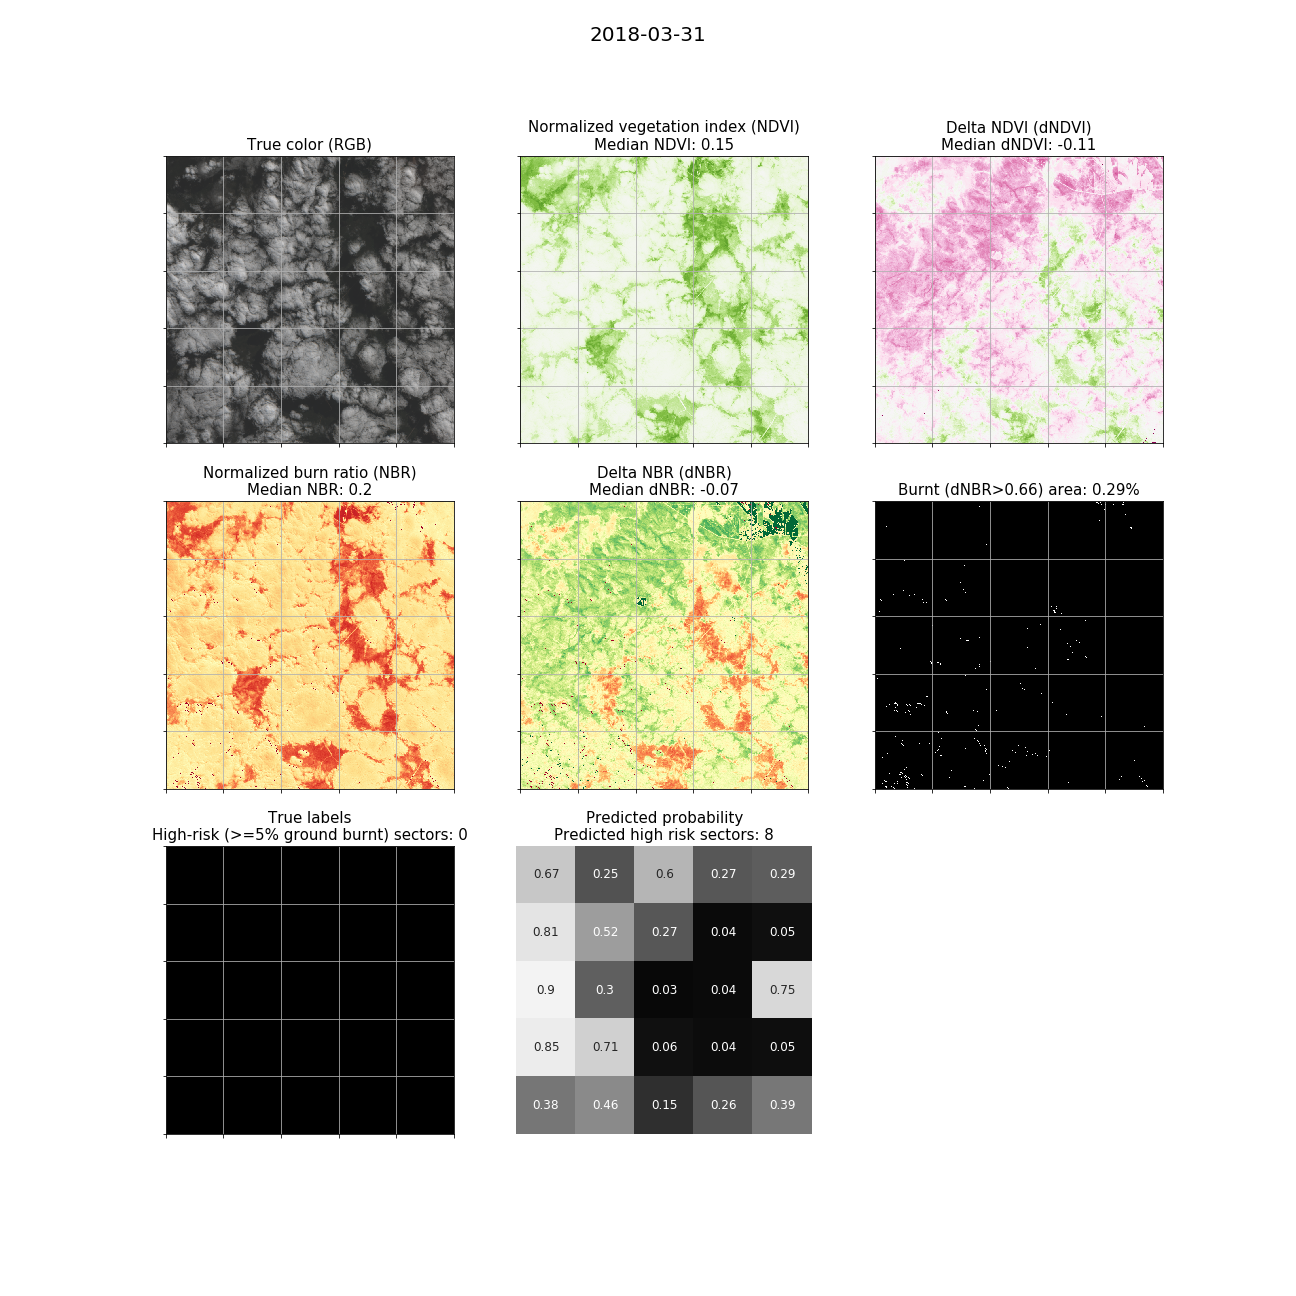 2018-03-31
True color (RGB)
Normalized vegetation index (NDVI)
Median NDVI: 0.15
Delta NDVI (dNDVI)
Median dNDVI: -0.11
Normalized burn ratio (NBR)
Median NBR: 0.2
Delta NBR (dNBR)
Median dNBR: -0.07
Burnt (dNBR>0.66) area: 0.29%
True labels
High-risk (>=5% ground burnt) sectors: 0
Predicted probability
Predicted high risk sectors: 8
0.67 0.25 0.6 0.27 0.29
0.81 0.52 0.27 0.04 0.05
0.9 0.3 0.03 0.04 0.75
0.85 0.71 0.06 0.04 0.05
0.38 0.46 0.15 0.26 0.39